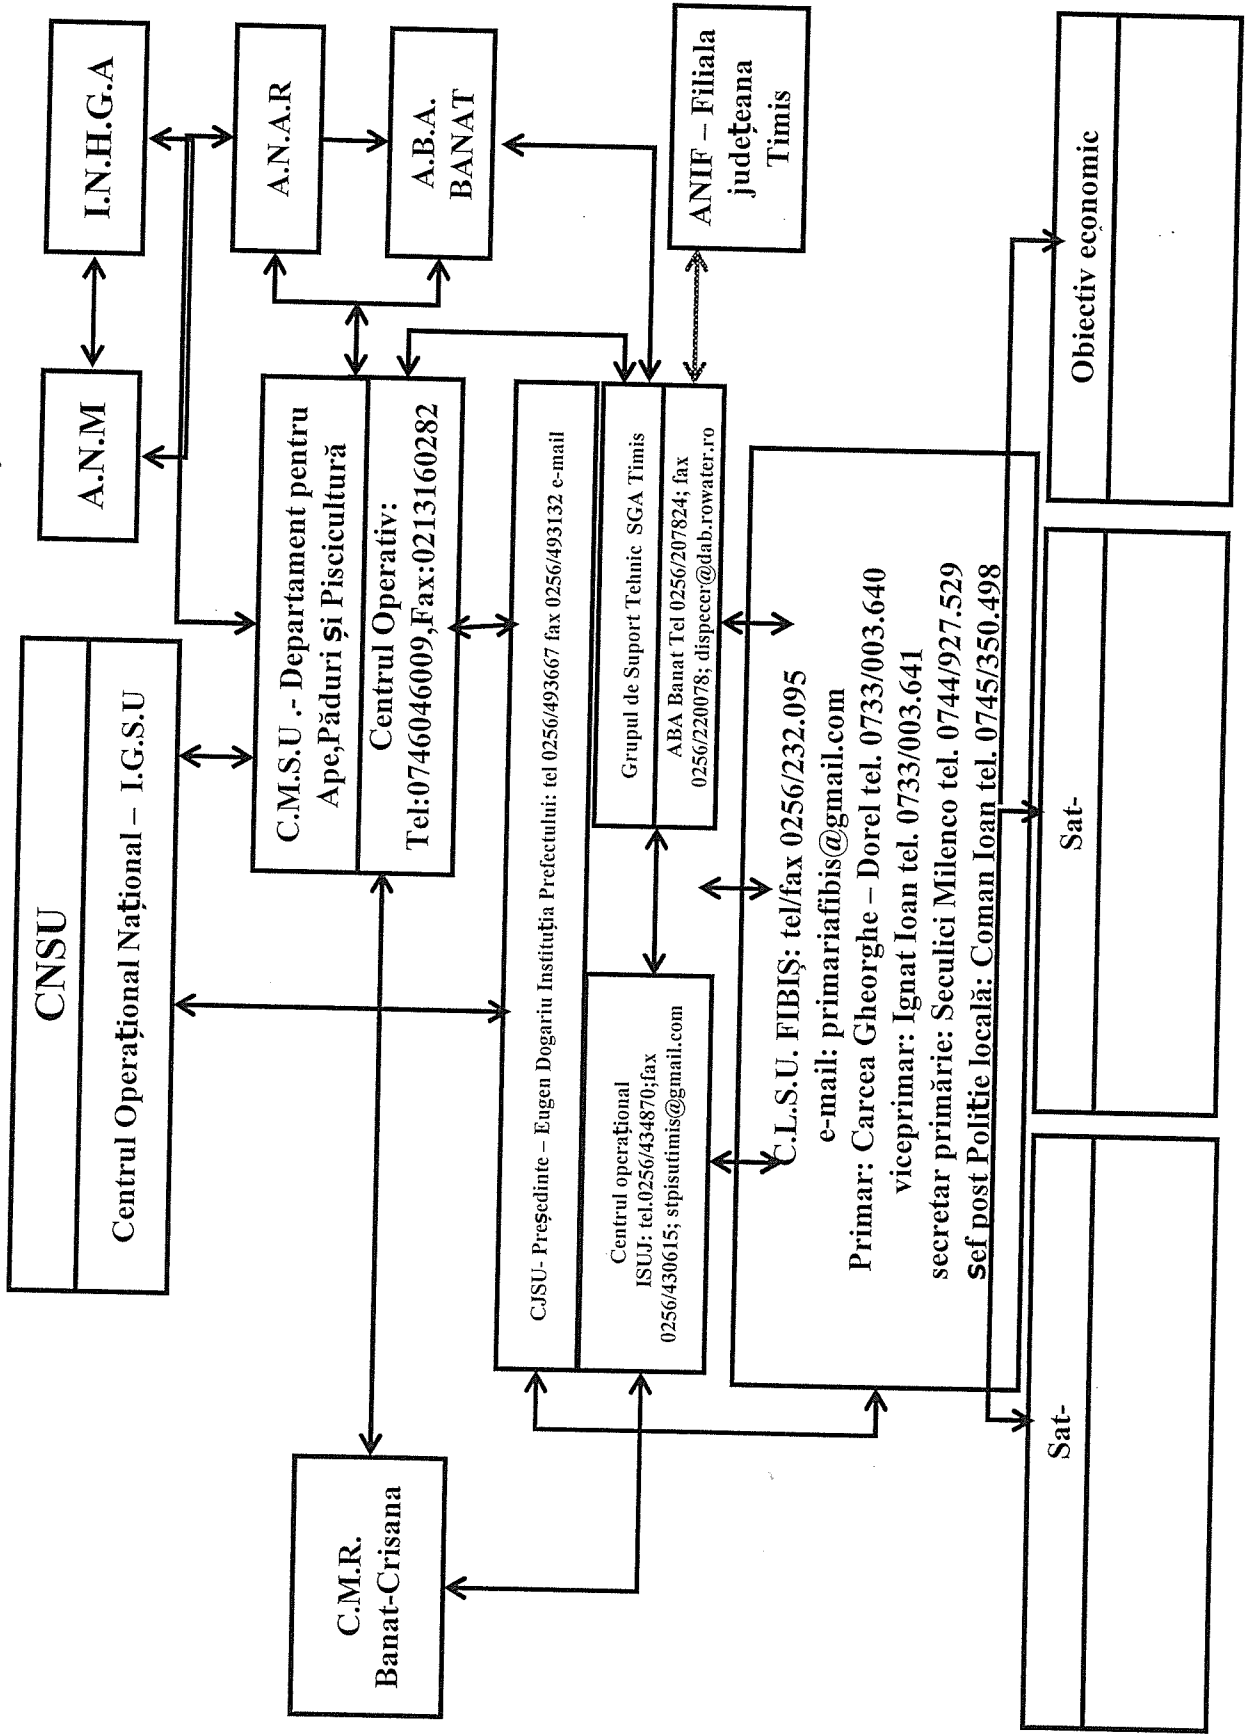 CNSU
Centrul Operațional Național – I.G.S.U
A.N.M
I.N.H.G.A
C.M.R.
Banat-Crisana
C.M.S.U .- Departament pentru
Ape,Păduri și Piscicultură
Centrul Operativ:
Tel:0746046009,Fax:0213160282
A.N.A.R
A.B.A.
BANAT
CJSU- Președinte – Eugen Dogariu Instituția Prefectului: tel 0256/493667 fax 0256/493132 e-mail
Centrul operațional
ISUJ: tel.0256/434870;fax
0256/430615; stpisutimis@gmail.com
Grupul de Suport Tehnic SGA Timis
ABA Banat Tel 0256/207824; fax
0256/220078; dispecer@dab.rowater.ro
ANIF – Filiala
județeana
Timis
C.L.S.U. FIBIŞ: tel/fax 0256/232.095
e-mail: primariafibis@gmail.com
Primar: Carcea Gheorghe – Dorel tel. 0733/003.640
viceprimar: Ignat Ioan tel. 0733/003.641
secretar primărie: Seculici Milenco tel. 0744/927.529
șef post Poliție locală: Coman Ioan tel. 0745/350.498
Sat-
Sat-
Obiectiv economic